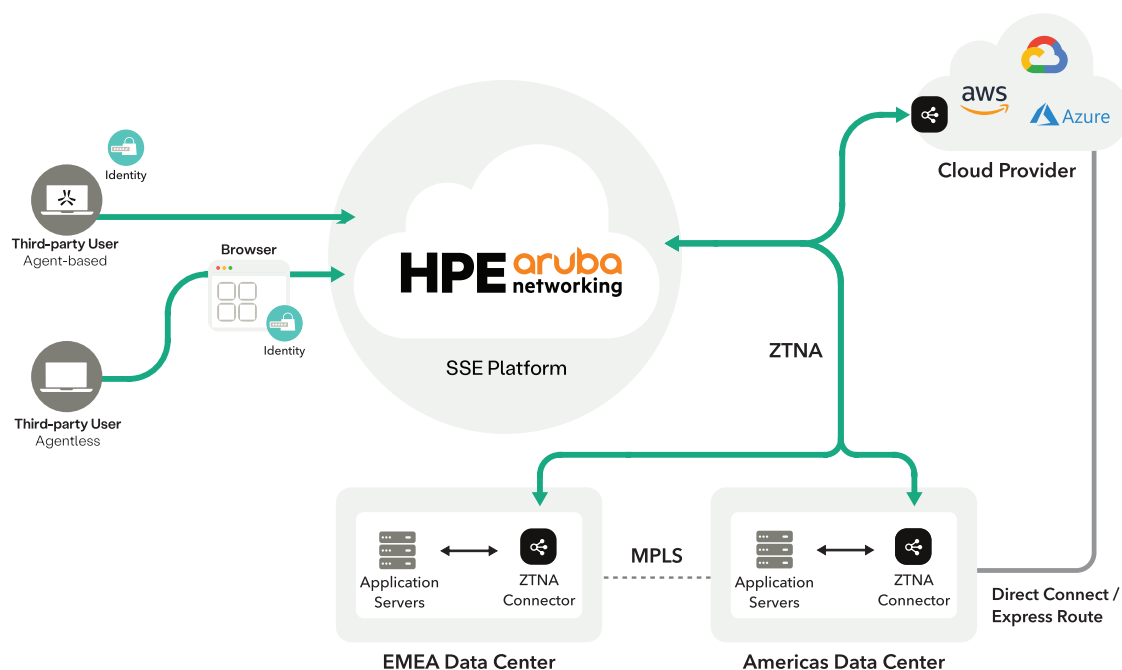 aws
Azure
Cloud Provider
Identity
Third-party User
Agent-based
Browser
Identity
Third-party User
Agentless
HPE aruba
networking
SSE Platform
ZTNA
Application
Servers
ZTNA
Connector
EMEA Data Center
MPLS
Application
Servers
ZTNA
Connector
Americas Data Center
Direct Connect /
Express Route